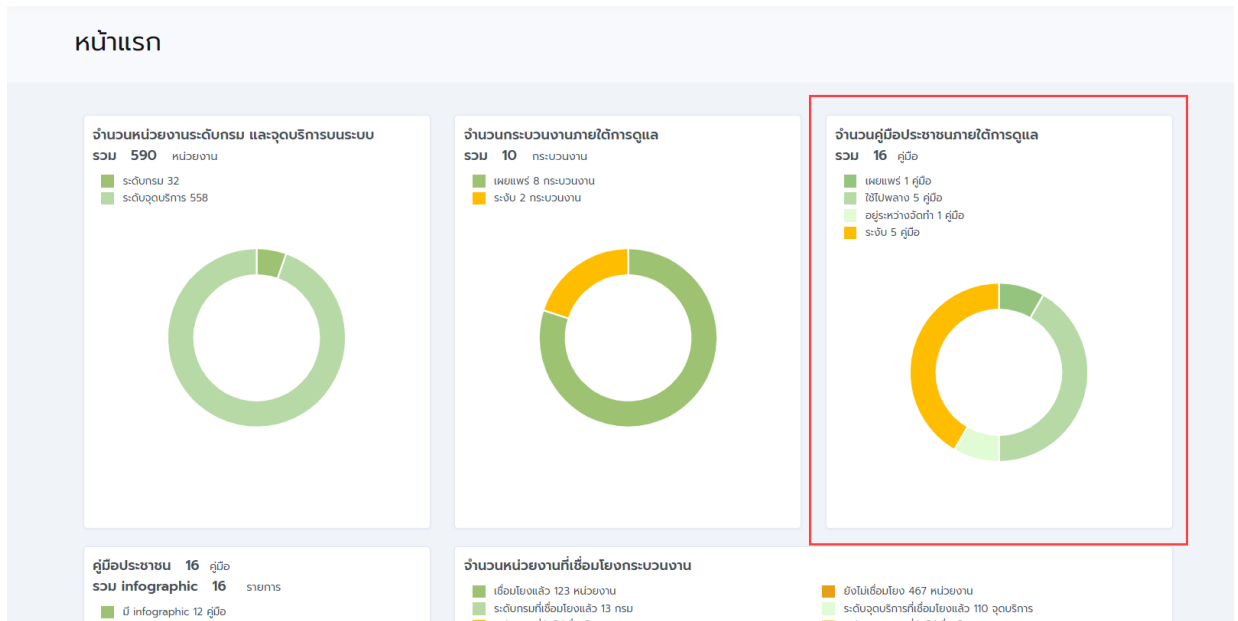 หน้าแรก
จำนวนหน่วยงานระดับกรม และจุดบริการบนระบบ
รวม 590 หน่วยงาน
ระดับกรม 32
ระดับจุดบริการ 558
จำนวนกระบวนงานภายใต้การดูแล
รวม 10 กระบวนงาน
เผยแพร่ 8 กระบวนงาน
ระงับ 2 กระบวนงาน
จำนวนคู่มือประชาชนภายใต้การดูแล
รวม 16 คู่มือ
เผยแพร่ 1 คู่มือ
ใช้ไปพลาง 5 คู่มือ
อยู่ระหว่างจัดทำ 1 คู่มือ
ระงับ 5 คู่มือ
คู่มือประชาชน 16 คู่มือ
รวม infographic 16 รายการ
มี infographic 12 คู่มือ
จำนวนหน่วยงานที่เชื่อมโยงกระบวนงาน
เชื่อมโยงแล้ว 123 หน่วยงาน
ระดับกรมที่เชื่อมโยงแล้ว 13 กรม
ยังไม่เชื่อมโยง 467 หน่วยงาน
ระดับจุดบริการที่เชื่อมโยงแล้ว 110 จุดบริการ